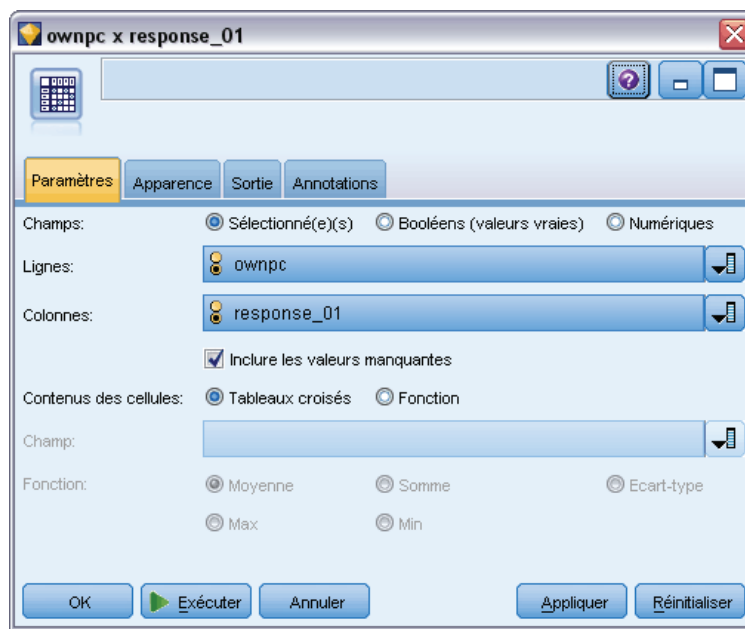 ownpc x response_01
Paramètres Apparence Sortie Annotations
Champs: Sélectionné(e)(s) Booléens (valeurs vraies) Numériques
Lignes: ownpc
Colonnes: response_01
Inclure les valeurs manquantes
Contenus des cellules: Tableaux croisés Fonction
Champ:
Fonction: Moyenne Somme Ecart-type
Max Min
OK Exécuter Annuler Appliquer Réinitialiser